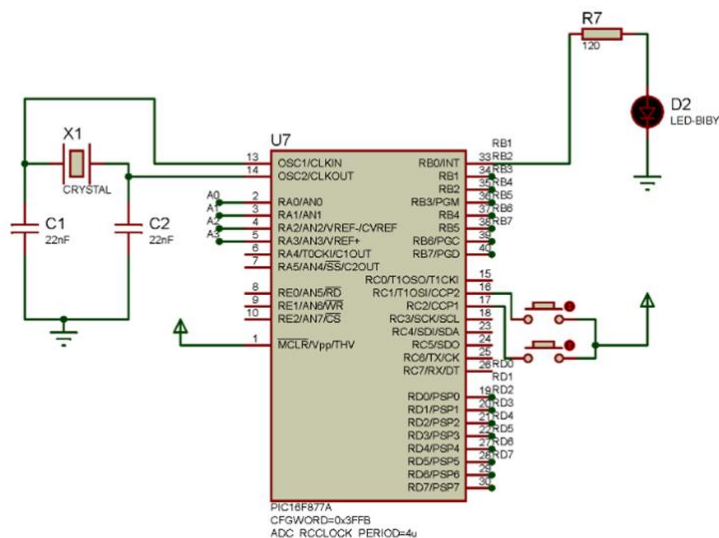 R7
120
D2
LED-BIBY
X1
CRYSTAL
C1
22nF
C2
22nF
U7
13 OSC1/CLKIN
14 OSC2/CLKOUT
A0 2 RA0/AN0
A1 3 RA1/AN1
A2 4 RA2/AN2/VREF-/CVREF
A3 5 RA3/AN3/VREF+
6 RA4/T0CKI/C1OUT
7 RA5/AN4/SS/C2OUT
8 RE0/AN5/RD
9 RE1/AN6/WR
10 RE2/AN7/CS
1 MCLR/Vpp/THV
RB1
RB0/INT 33 RB2
RB1 34 RB3
RB2 35 RB4
RB3/PGM 36 RB5
RB4 37 RB6
RB5 38 RB7
RB6/PGC 39
RB7/PGD 40
RC0/T1OSO/T1CKI 15
RC1/T1OSI/CCP2 16
RC2/CCP1 17
RC3/SCK/SCL 18
RC4/SDI/SDA 23
RC5/SDO 24
RC6/TX/CK 25
RC7/RX/DT 26 RD0
RD1
RD0/PSP0 19 RD2
RD1/PSP1 20 RD3
RD2/PSP2 21 RD4
RD3/PSP3 22 RD5
RD4/PSP4 27 RD6
RD5/PSP5 28 RD7
RD6/PSP6 29
RD7/PSP7 30
PIC16F877A
CFGWORD=0x3FFB
ADC_RCCLOCK_PERIOD=4u